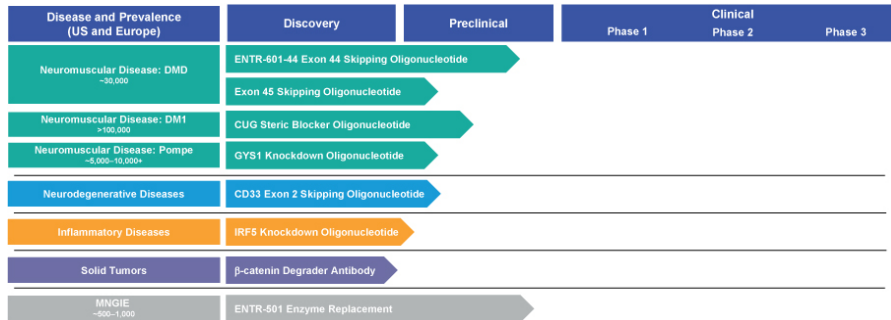 Disease and Prevalence
(US and Europe)
Discovery
Preclinical
Clinical
Phase 1
Phase 2
Phase 3
Neuromuscular Disease: DMD
~30,000
ENTR-601-44 Exon 44 Skipping Oligonucleotide
Exon 45 Skipping Oligonucleotide
Neuromuscular Disease: DM1
>100,000
CUG Steric Blocker Oligonucleotide
Neuromuscular Disease: Pompe
~5,000–10,000+
GYS1 Knockdown Oligonucleotide
Neurodegenerative Diseases
CD33 Exon 2 Skipping Oligonucleotide
Inflammatory Diseases
IRF5 Knockdown Oligonucleotide
Solid Tumors
β-catenin Degrader Antibody
MNGIE
~500–1,000
ENTR-501 Enzyme Replacement